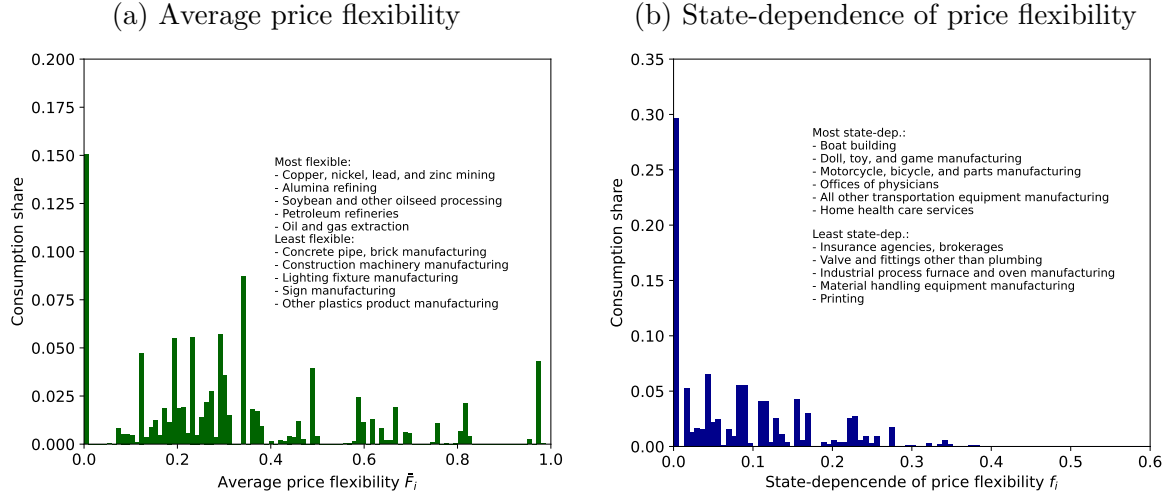 (a) Average price flexibility
0.200
0.175
0.150
0.125
0.100
0.075
0.050
0.025
0.000
Consumption share
Most flexible:
- Copper, nickel, lead, and zinc mining
- Alumina refining
- Soybean and other oilseed processing
- Petroleum refineries
- Oil and gas extraction
Least flexible:
- Concrete pipe, brick manufacturing
- Construction machinery manufacturing
- Lighting fixture manufacturing
- Sign manufacturing
- Other plastics product manufacturing
0.0 0.2 0.4 0.6 0.8 1.0
Average price flexibility F̄ᵢ
(b) State-dependence of price flexibility
0.35
0.30
0.25
0.20
0.15
0.10
0.05
0.00
Consumption share
Most state-dep.:
- Boat building
- Doll, toy, and game manufacturing
- Motorcycle, bicycle, and parts manufacturing
- Offices of physicians
- All other transportation equipment manufacturing
- Home health care services
Least state-dep.:
- Insurance agencies, brokerages
- Valve and fittings other than plumbing
- Industrial process furnace and oven manufacturing
- Material handling equipment manufacturing
- Printing
0.0 0.1 0.2 0.3 0.4 0.5 0.6
State-depencende of price flexibility fᵢ